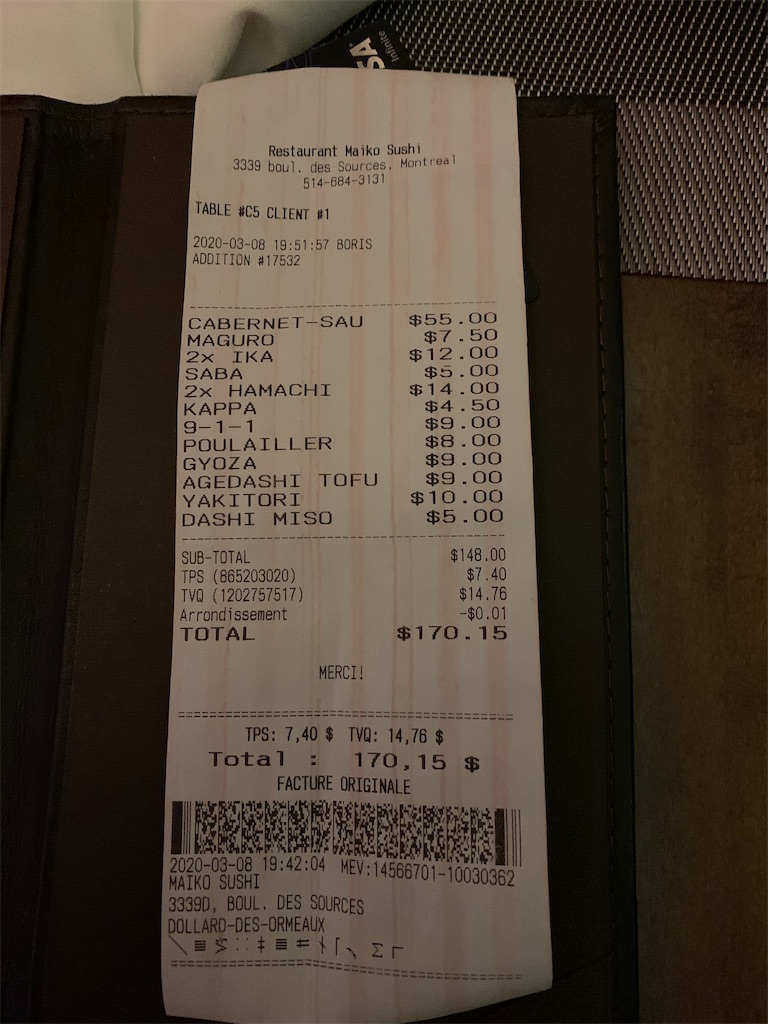 VISA
Infinite
Restaurant Maiko Sushi
3339 boul. des Sources, Montreal
514-684-3131
TABLE #C5 CLIENT #1
2020-03-08 19:51:57 BORIS
ADDITION #17532
CABERNET-SAU $55.00
MAGURO $7.50
2x IKA $12.00
SABA $5.00
2x HAMACHI $14.00
KAPPA $4.50
9-1-1 $9.00
POULAILLER $8.00
GYOZA $9.00
AGEDASHI TOFU $9.00
YAKITORI $10.00
DASHI MISO $5.00
SUB-TOTAL $148.00
TPS (865203020) $7.40
TVQ (1202757517) $14.76
Arrondissement -$0.01
TOTAL $170.15
MERCI!
TPS: 7,40 $ TVQ: 14,76 $
Total : 170,15 $
FACTURE ORIGINALE
2020-03-08 19:42:04 MEV:14566701-10030362
MAIKO SUSHI
3339D, BOUL. DES SOURCES
DOLLARD-DES-ORMEAUX